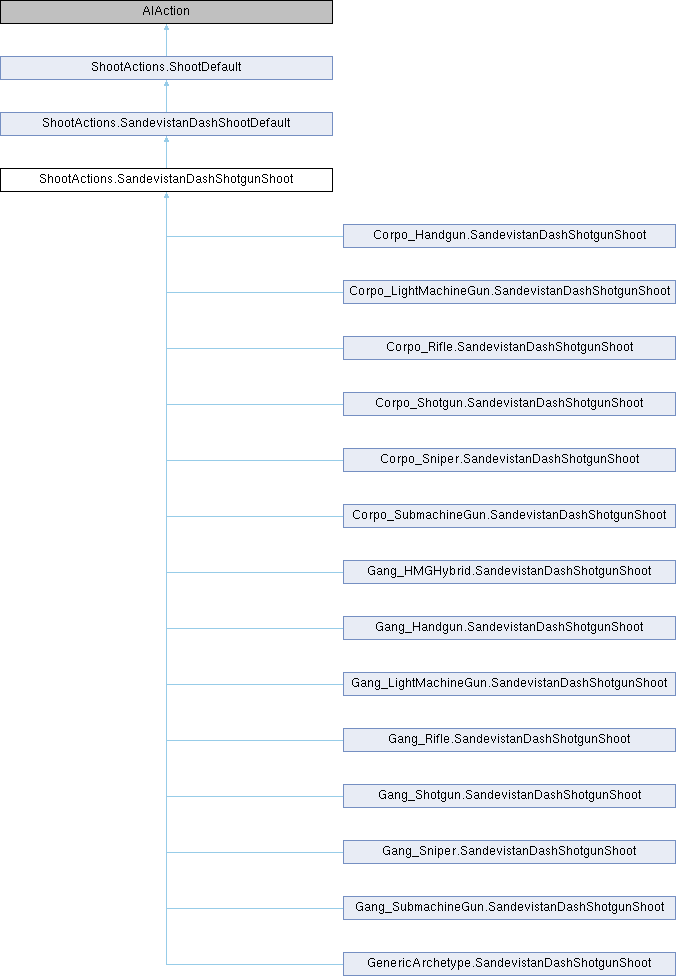 AIAction
ShootActions.ShootDefault
ShootActions.SandevistanDashShootDefault
ShootActions.SandevistanDashShotgunShoot
Corpo_Handgun.SandevistanDashShotgunShoot
Corpo_LightMachineGun.SandevistanDashShotgunShoot
Corpo_Rifle.SandevistanDashShotgunShoot
Corpo_Shotgun.SandevistanDashShotgunShoot
Corpo_Sniper.SandevistanDashShotgunShoot
Corpo_SubmachineGun.SandevistanDashShotgunShoot
Gang_HMGHybrid.SandevistanDashShotgunShoot
Gang_Handgun.SandevistanDashShotgunShoot
Gang_LightMachineGun.SandevistanDashShotgunShoot
Gang_Rifle.SandevistanDashShotgunShoot
Gang_Shotgun.SandevistanDashShotgunShoot
Gang_Sniper.SandevistanDashShotgunShoot
Gang_SubmachineGun.SandevistanDashShotgunShoot
GenericArchetype.SandevistanDashShotgunShoot